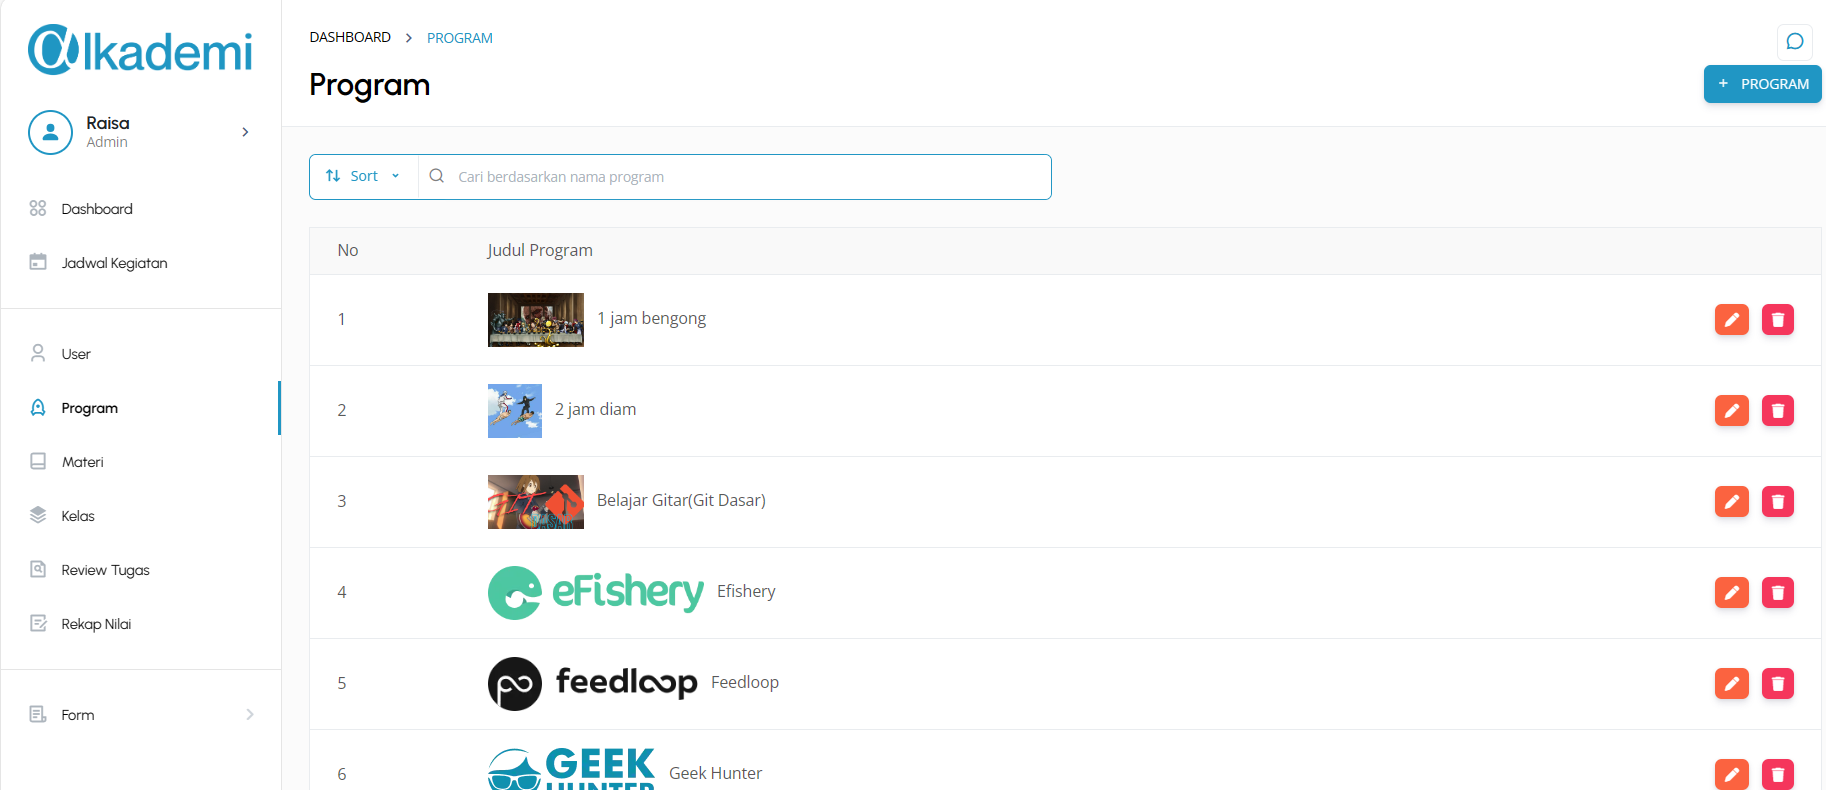 @lkademi
Raisa
Admin
Dashboard
Jadwal Kegiatan
User
Program
Materi
Kelas
Review Tugas
Rekap Nilai
Form
DASHBOARD > PROGRAM
Program
+ PROGRAM
Sort
Cari berdasarkan nama program
No Judul Program
1 1 jam bengong
2 2 jam diam
3 Belajar Gitar(Git Dasar)
4 eFishery Efishery
5 feedloop Feedloop
6 GEEK HUNTER Geek Hunter